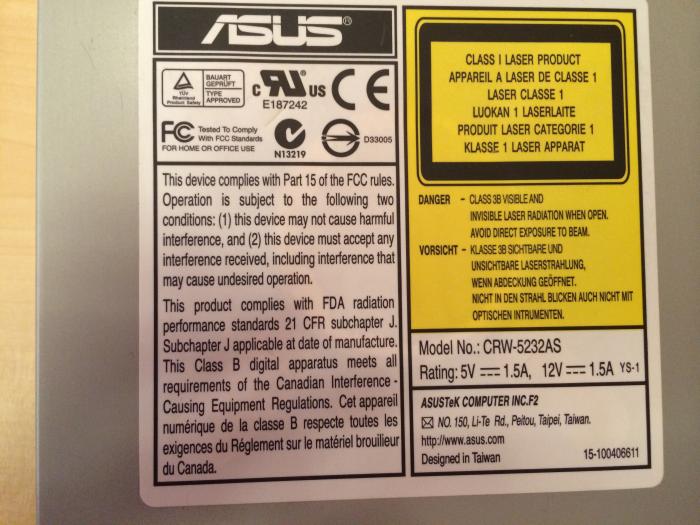 ASUS®
TÜV
Rheinland
Product Safety
BAUART
GEPRÜFT
TYPE
APPROVED
C UR US
E187242
CE
FC Tested To Comply
With FCC Standards
FOR HOME OR OFFICE USE
N13219
D33005
This device complies with Part 15 of the FCC rules.
Operation is subject to the following two
conditions: (1) this device may not cause harmful
interference, and (2) this device must accept any
interference received, including interference that
may cause undesired operation.
This product complies with FDA radiation
performance standards 21 CFR subchapter J.
Subchapter J applicable at date of manufacture.
This Class B digital apparatus meets all
requirements of the Canadian Interference -
Causing Equipment Regulations. Cet appareil
numérique de la classe B respecte toutes les
exigences du Réglement sur le matériel brouilleur
du Canada.
CLASS I LASER PRODUCT
APPAREIL A LASER DE CLASSE 1
LASER CLASSE 1
LUOKAN 1 LASERLAITE
PRODUIT LASER CATEGORIE 1
KLASSE 1 LASER APPARAT
DANGER - CLASS 3B VISIBLE AND
INVISIBLE LASER RADIATION WHEN OPEN.
AVOID DIRECT EXPOSURE TO BEAM.
VORSICHT - KLASSE 3B SICHTBARE UND
UNSICHTBARE LASERSTRAHLUNG,
WENN ABDECKUNG GEÖFFNET.
NICHT IN DEN STRAHL BLICKEN AUCH NICHT MIT
OPTISCHEN INTRUMENTEN.
Model No.: CRW-5232AS
Rating: 5V 1.5A, 12V 1.5A YS-1
ASUSTeK COMPUTER INC.F2
NO. 150, Li-Te Rd., Peitou, Taipei, Taiwan.
http://www.asus.com
Designed in Taiwan 15-100406611